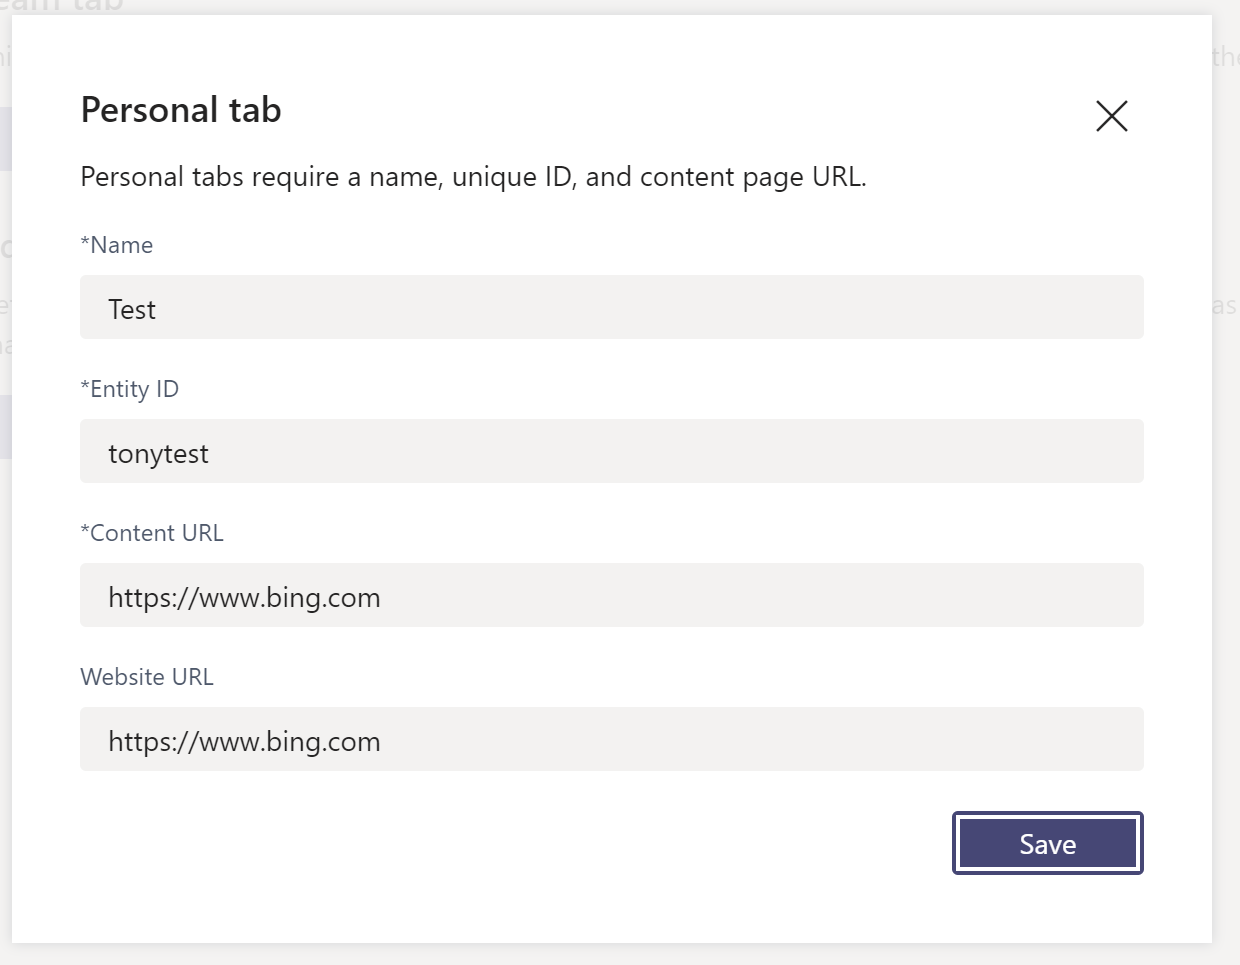 Personal tab
Personal tabs require a name, unique ID, and content page URL.
*Name
Test
*Entity ID
tonytest
*Content URL
https://www.bing.com
Website URL
https://www.bing.com
Save